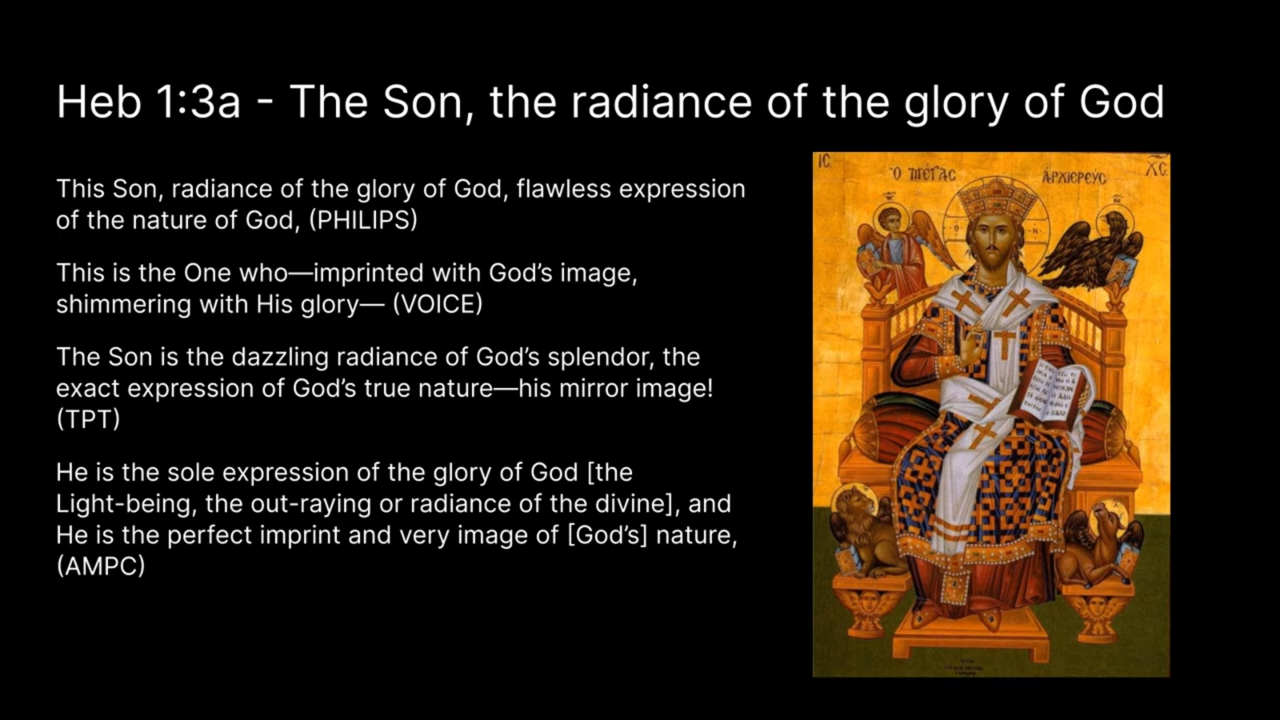 Heb 1:3a - The Son, the radiance of the glory of God
This Son, radiance of the glory of God, flawless expression
of the nature of God, (PHILIPS)
This is the One who—imprinted with God’s image,
shimmering with His glory— (VOICE)
The Son is the dazzling radiance of God’s splendor, the
exact expression of God’s true nature—his mirror image!
(TPT)
He is the sole expression of the glory of God [the
Light-being, the out-raying or radiance of the divine], and
He is the perfect imprint and very image of [God’s] nature,
(AMPC)
IC
XC
Ὁ ΜΕΓΑC ἈΡΧΙΕΡΕΥC